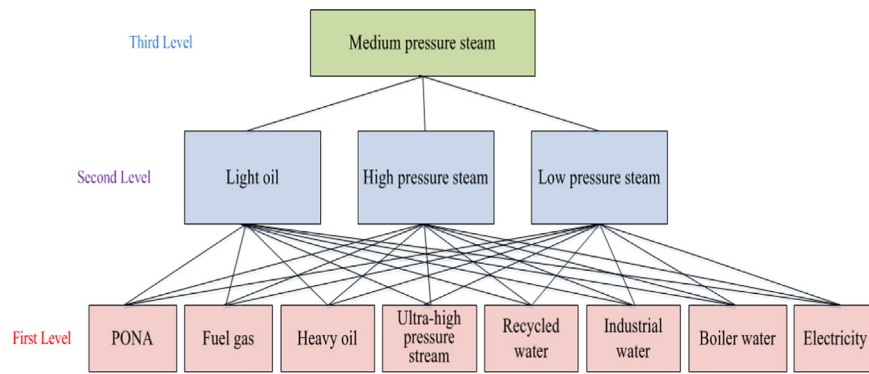 Third Level
Medium pressure steam
Second Level
Light oil
High pressure steam
Low pressure steam
First Level
PONA
Fuel gas
Heavy oil
Ultra-high
pressure
stream
Recycled
water
Industrial
water
Boiler water
Electricity